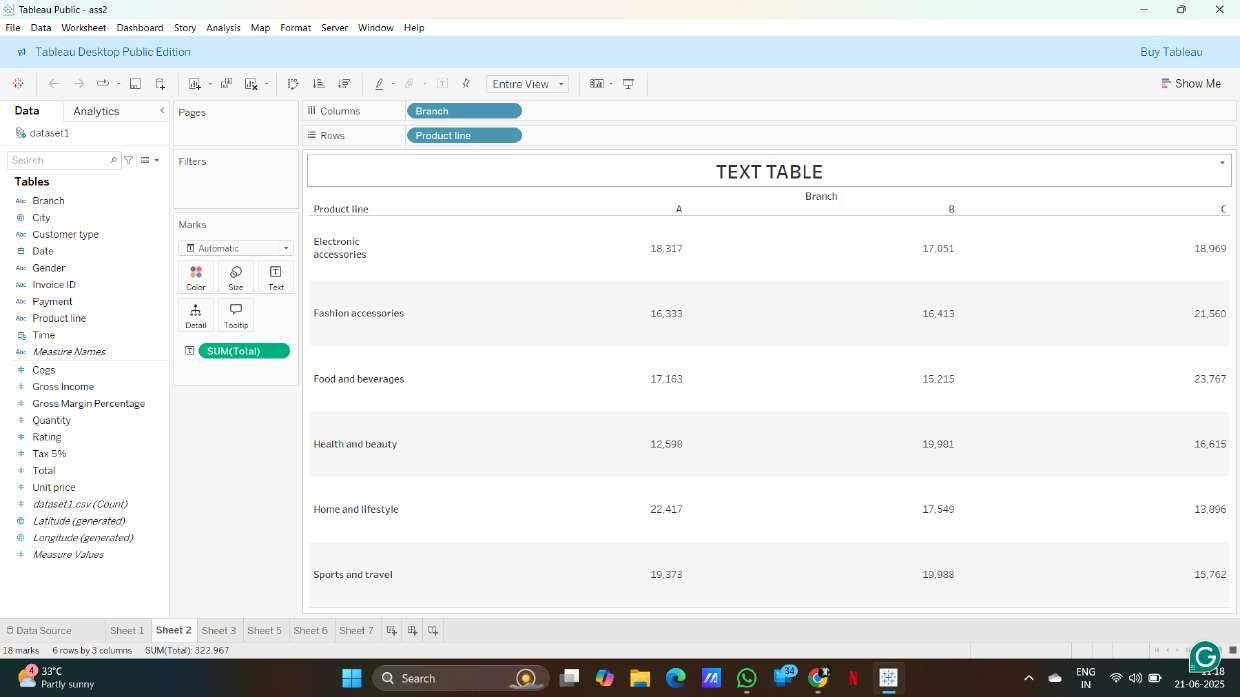 Tableau Public - ass2
File Data Worksheet Dashboard Story Analysis Map Format Server Window Help
Tableau Desktop Public Edition Buy Tableau
Entire View Show Me
Data Analytics
Pages
Columns Branch
dataset1
Rows Product line
Search
Filters
TEXT TABLE
Tables
Branch
Product line A B C
Abc Branch
City
Abc Customer type
Date
Abc Gender
Abc Invoice ID
Abc Payment
Abc Product line
Time
Abc Measure Names
Cogs
Gross Income
Gross Margin Percentage
Quantity
Rating
Tax 5%
Total
Unit price
dataset1.csv (Count)
Latitude (generated)
Longitude (generated)
Measure Values
Marks
Automatic
Color Size Text
Detail Tooltip
SUM(Total)
Electronic
accessories 18,317 17,051 18,969
Fashion accessories 16,333 16,413 21,560
Food and beverages 17,163 15,215 23,767
Health and beauty 12,598 19,981 16,615
Home and lifestyle 22,417 17,549 13,896
Sports and travel 19,373 19,988 15,762
Data Source Sheet 1 Sheet 2 Sheet 3 Sheet 5 Sheet 6 Sheet 7
18 marks 6 rows by 3 columns SUM(Total): 322,967
4 33°C
Partly sunny
Search
34
N
ENG
IN
G
21-06-2025